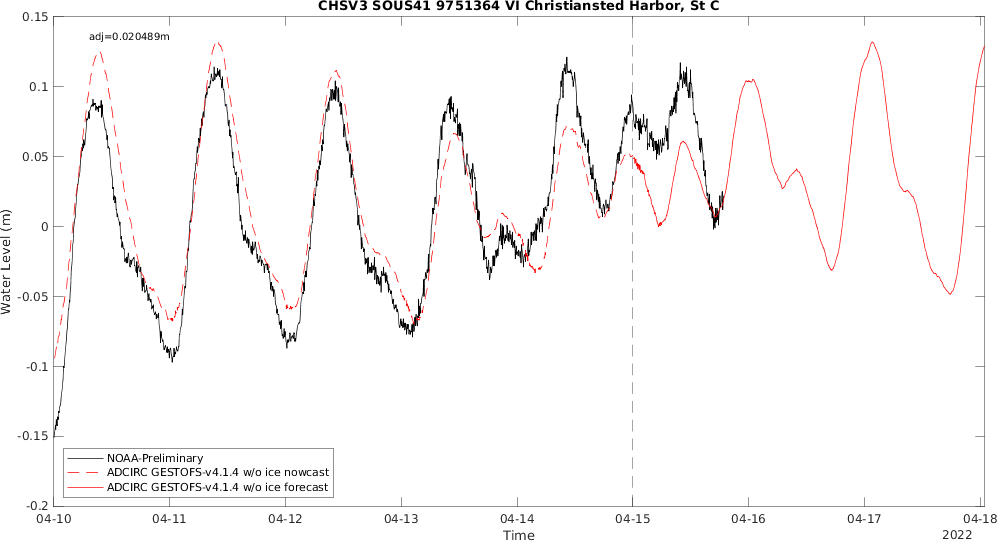 CHSV3 SOUS41 9751364 VI Christiansted Harbor, St C
adj=0.020489m
0.15
0.1
0.05
0
-0.05
-0.1
-0.15
-0.2
Water Level (m)
NOAA-Preliminary
ADCIRC GESTOFS-v4.1.4 w/o ice nowcast
ADCIRC GESTOFS-v4.1.4 w/o ice forecast
04-10 04-11 04-12 04-13 04-14 04-15 04-16 04-17 04-18
Time
2022